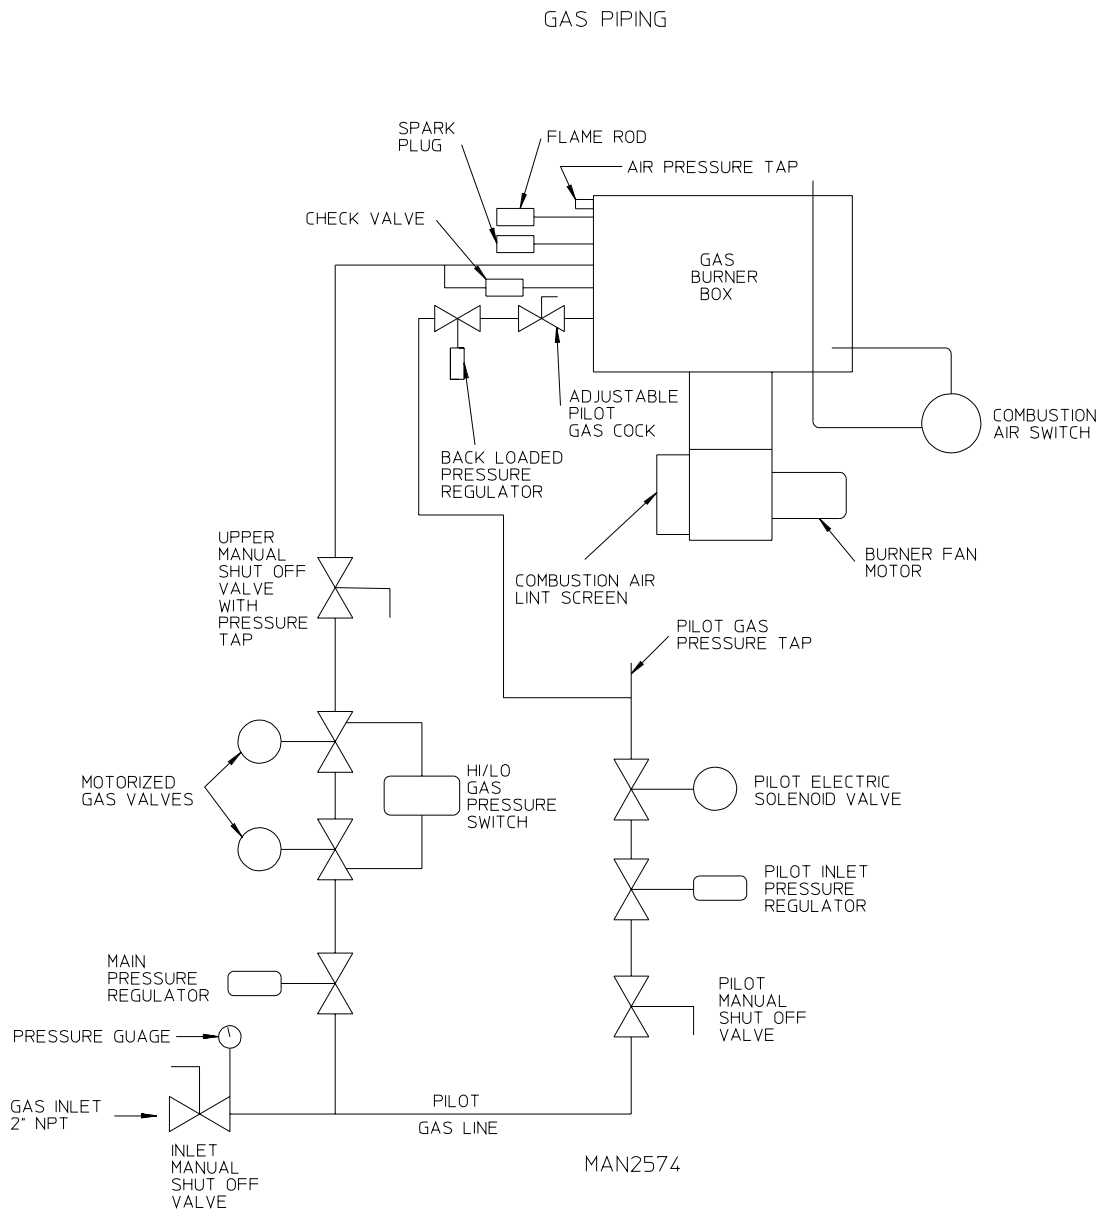 GAS PIPING
SPARK
PLUG
FLAME ROD
AIR PRESSURE TAP
CHECK VALVE
GAS
BURNER
BOX
ADJUSTABLE
PILOT
GAS COCK
COMBUSTION
AIR SWITCH
BACK LOADED
PRESSURE
REGULATOR
UPPER
MANUAL
SHUT OFF
VALVE
WITH
PRESSURE
TAP
COMBUSTION AIR
LINT SCREEN
BURNER FAN
MOTOR
PILOT GAS
PRESSURE TAP
MOTORIZED
GAS VALVES
HI/LO
GAS
PRESSURE
SWITCH
PILOT ELECTRIC
SOLENOID VALVE
PILOT INLET
PRESSURE
REGULATOR
MAIN
PRESSURE
REGULATOR
PILOT
MANUAL
SHUT OFF
VALVE
PRESSURE GUAGE
GAS INLET
2" NPT
PILOT
GAS LINE
INLET
MANUAL
SHUT OFF
VALVE
MAN2574